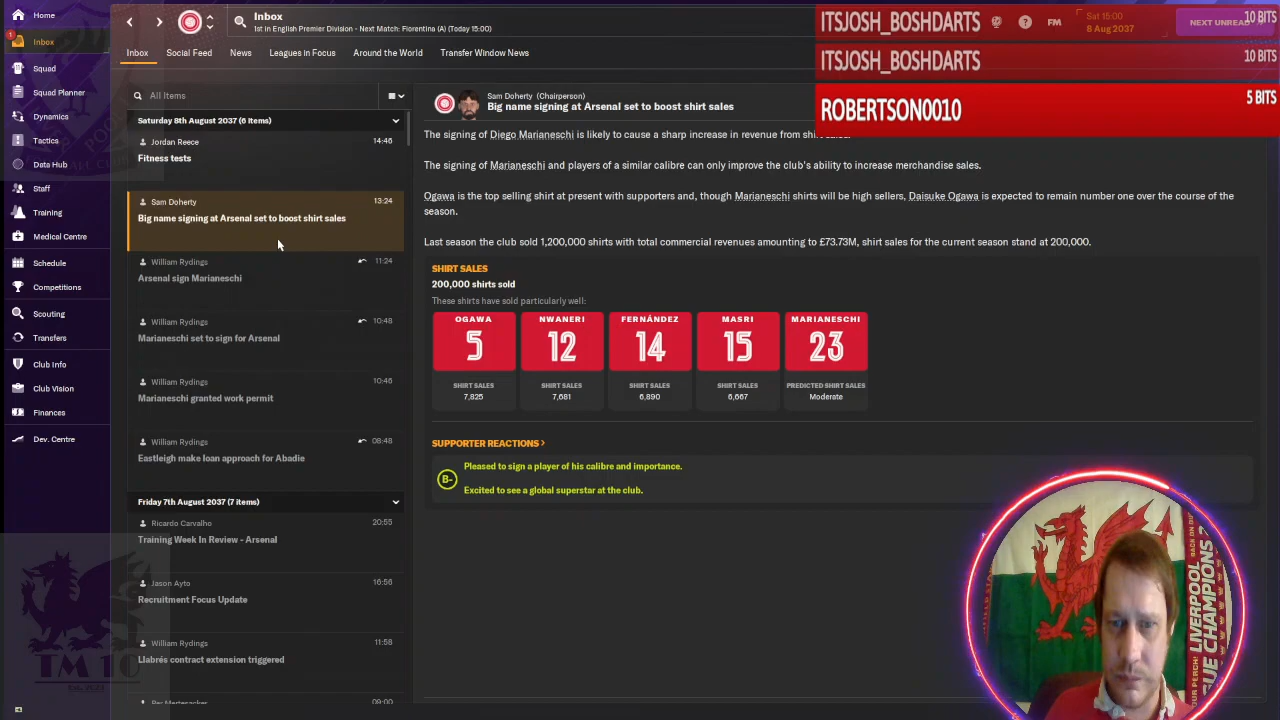 Home
Inbox
1
Squad
Squad Planner
Dynamics
Tactics
Data Hub
Staff
Training
Medical Centre
Schedule
Competitions
Scouting
Transfers
Club Info
Club Vision
Finances
Dev. Centre
TM 10
Inbox
1st in English Premier Division - Next Match: Fiorentina (A) (Today 15:00)
FM
Sat 15:00
8 Aug 2037
NEXT UNREAD
ITSJOSH_BOSHDARTS
10 BITS
ITSJOSH_BOSHDARTS
10 BITS
ROBERTSON0010
5 BITS
Inbox
Social Feed
News
Leagues in Focus
Around the World
Transfer Window News
All Items
Saturday 8th August 2037 (6 items)
Jordan Reece
14:46
Fitness tests
Sam Doherty
13:24
Big name signing at Arsenal set to boost shirt sales
William Rydings
11:24
Arsenal sign Marianeschi
William Rydings
10:48
Marianeschi set to sign for Arsenal
William Rydings
10:46
Marianeschi granted work permit
William Rydings
08:48
Eastleigh make loan approach for Abadie
Friday 7th August 2037 (7 items)
Ricardo Carvalho
20:55
Training Week In Review - Arsenal
Jason Ayto
16:56
Recruitment Focus Update
William Rydings
11:58
Llabrés contract extension triggered
Per Mertesacker
09:00
Sam Doherty (Chairperson)
Big name signing at Arsenal set to boost shirt sales
The signing of Diego Marianeschi is likely to cause a sharp increase in revenue from shirt sales.
The signing of Marianeschi and players of a similar calibre can only improve the club's ability to increase merchandise sales.
Ogawa is the top selling shirt at present with supporters and, though Marianeschi shirts will be high sellers, Daisuke Ogawa is expected to remain number one over the course of the
season.
Last season the club sold 1,200,000 shirts with total commercial revenues amounting to £73.73M, shirt sales for the current season stand at 200,000.
SHIRT SALES
200,000 shirts sold
These shirts have sold particularly well:
OGAWA
5
SHIRT SALES
7,825
NWANERI
12
SHIRT SALES
7,681
FERNÁNDEZ
14
SHIRT SALES
6,890
MASRI
15
SHIRT SALES
6,667
MARIANESCHI
23
PREDICTED SHIRT SALES
Moderate
SUPPORTER REACTIONS >
B-
Pleased to sign a player of his calibre and importance.
Excited to see a global superstar at the club.
LIVERPOOL